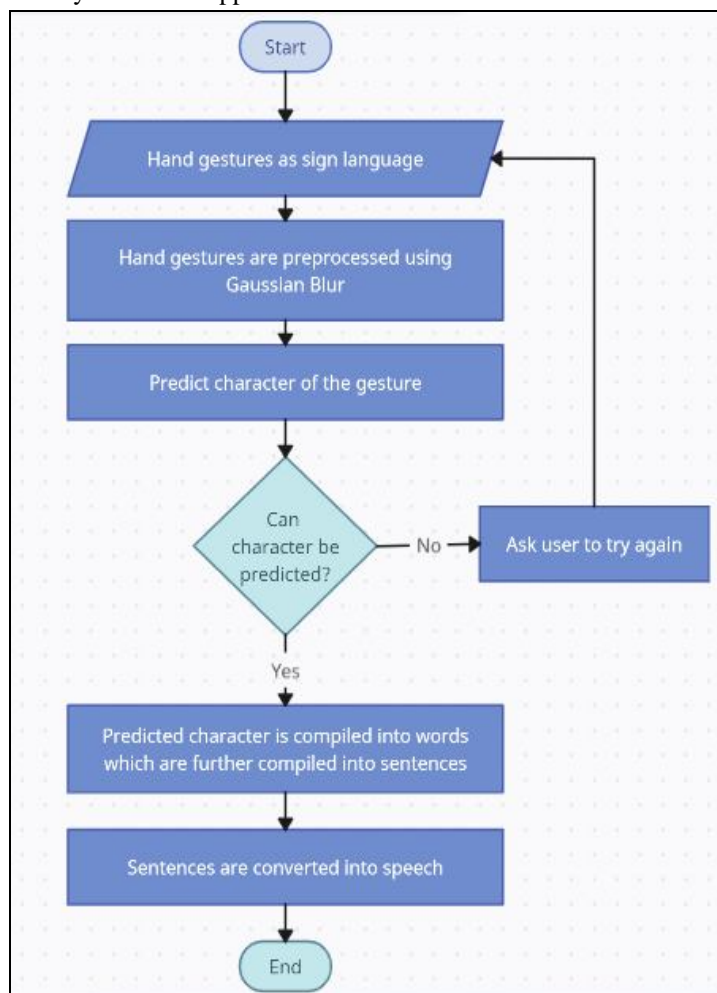 Start
Hand gestures as sign language
Hand gestures are preprocessed using
Gaussian Blur
Predict character of the gesture
Can
character be
predicted?
No
Ask user to try again
Yes
Predicted character is compiled into words
which are further compiled into sentences
Sentences are converted into speech
End